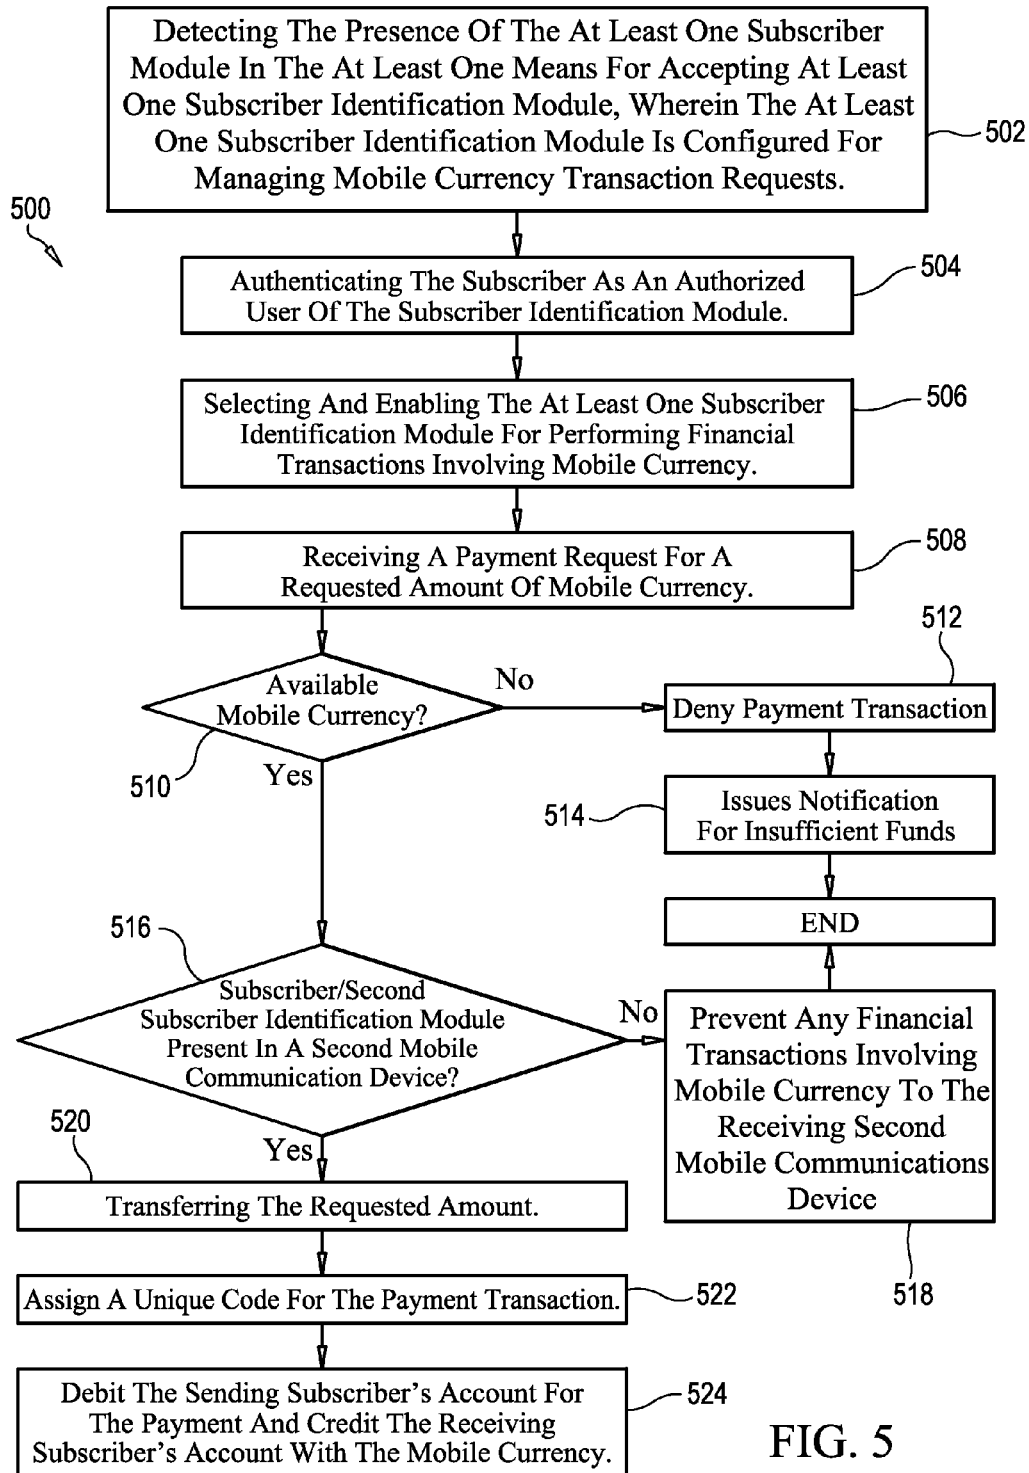 Detecting The Presence Of The At Least One Subscriber
Module In The At Least One Means For Accepting At Least
One Subscriber Identification Module, Wherein The At Least
One Subscriber Identification Module Is Configured For
Managing Mobile Currency Transaction Requests.
502
500
Authenticating The Subscriber As An Authorized
User Of The Subscriber Identification Module.
504
Selecting And Enabling The At Least One Subscriber
Identification Module For Performing Financial
Transactions Involving Mobile Currency.
506
Receiving A Payment Request For A
Requested Amount Of Mobile Currency.
508
Available
Mobile Currency?
510
No
Yes
512
Deny Payment Transaction
Issues Notification
For Insufficient Funds
514
END
516
Subscriber/Second
Subscriber Identification Module
Present In A Second Mobile
Communication Device?
No
Yes
Prevent Any Financial
Transactions Involving
Mobile Currency To The
Receiving Second
Mobile Communications
Device
518
520
Transferring The Requested Amount.
Assign A Unique Code For The Payment Transaction.
522
Debit The Sending Subscriber's Account For
The Payment And Credit The Receiving
Subscriber's Account With The Mobile Currency.
524
FIG. 5